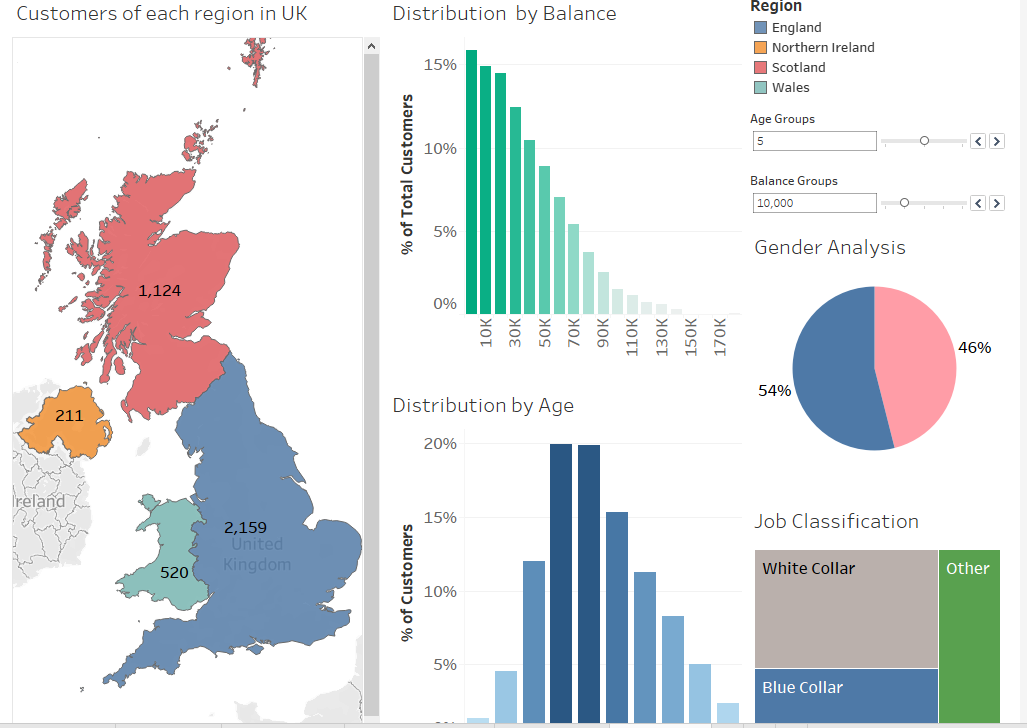 Customers of each region in UK
1,124
211
reland
2,159
United
Kingdom
520
Distribution by Balance
% of Total Customers
15%
10%
5%
0%
10K
30K
50K
70K
90K
110K
130K
150K
170K
Distribution by Age
% of Customers
20%
15%
10%
5%
Region
England
Northern Ireland
Scotland
Wales
Age Groups
5
Balance Groups
10,000
Gender Analysis
46%
54%
Job Classification
White Collar
Other
Blue Collar